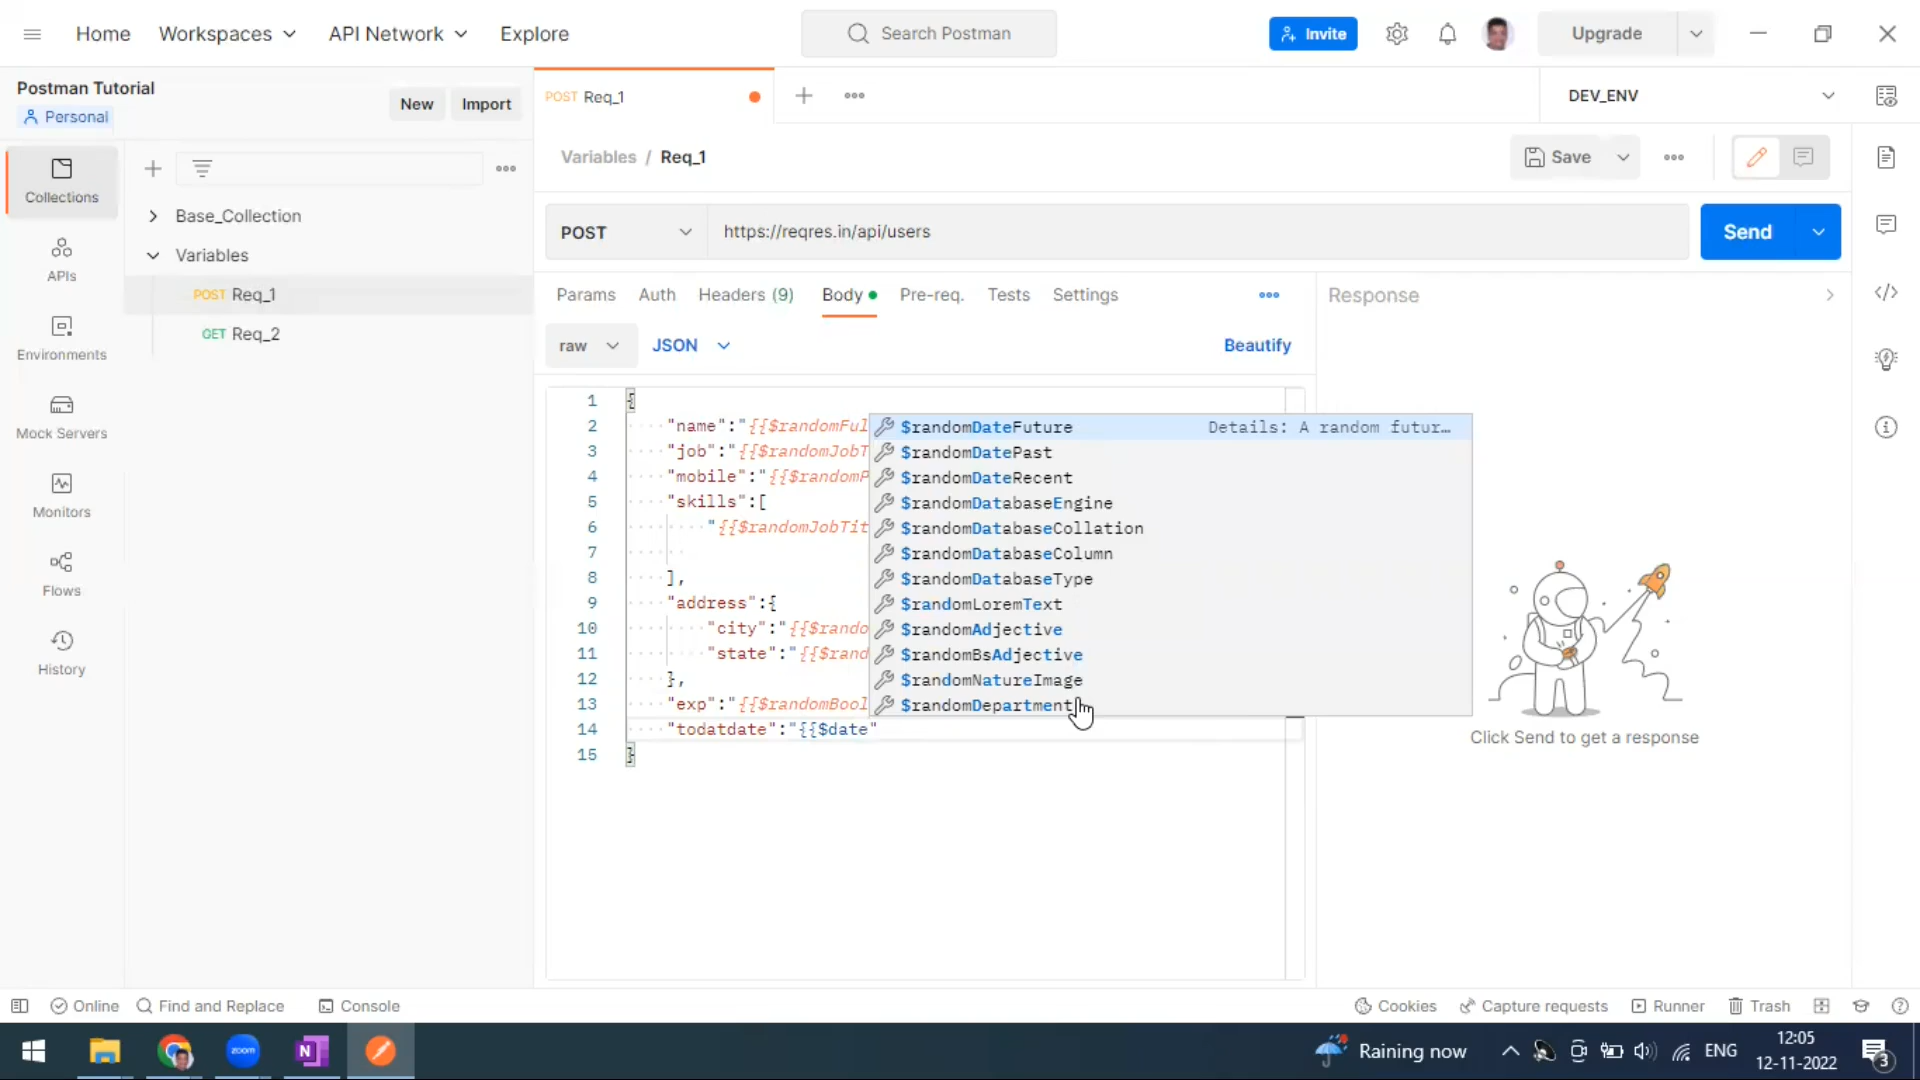 Home Workspaces API Network Explore Search Postman Invite Upgrade
Postman Tutorial
Personal
New Import
POST Req_1
DEV_ENV
Variables / Req_1
Save
Collections
APIs
Environments
Mock Servers
Monitors
Flows
History
Base_Collection
Variables
POST Req_1
GET Req_2
POST https://reqres.in/api/users Send
Params Auth Headers (9) Body Pre-req. Tests Settings
raw JSON Beautify
1 {
2 "name":"{{$randomFul
3 "job":"{{$randomJobT
4 "mobile":"{{$randomP
5 "skills":[
6 "{{$randomJobTit
7
8 ],
9 "address":{
10 "city":"{{$rando
11 "state":"{{$rand
12 },
13 "exp":"{{$randomBool
14 "todatdate":"{{$date"
15 }
$randomDateFuture Details: A random futur…
$randomDatePast
$randomDateRecent
$randomDatabaseEngine
$randomDatabaseCollation
$randomDatabaseColumn
$randomDatabaseType
$randomLoremText
$randomAdjective
$randomBsAdjective
$randomNatureImage
$randomDepartment
Response
Click Send to get a response
Online Find and Replace Console Cookies Capture requests Runner Trash
zoom
N
Raining now
ENG
12:05
12-11-2022
3